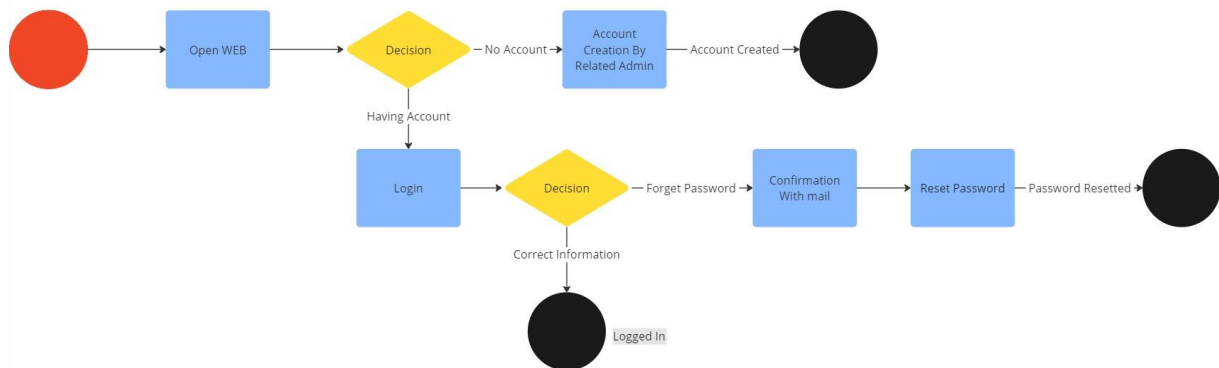 Open WEB
Decision
No Account
Account
Creation By
Related Admin
Account Created
Having Account
Login
Decision
Forget Password
Confirmation
With mail
Reset Password
Password Resetted
Correct Information
Logged In